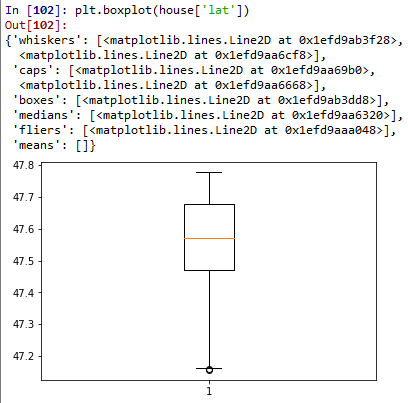 In [102]: plt.boxplot(house['lat'])
Out[102]:
{'whiskers': [<matplotlib.lines.Line2D at 0x1efd9ab3f28>,
<matplotlib.lines.Line2D at 0x1efd9aa6cf8>],
'caps': [<matplotlib.lines.Line2D at 0x1efd9aa69b0>,
<matplotlib.lines.Line2D at 0x1efd9aa6668>],
'boxes': [<matplotlib.lines.Line2D at 0x1efd9ab3dd8>],
'medians': [<matplotlib.lines.Line2D at 0x1efd9aa6320>],
'fliers': [<matplotlib.lines.Line2D at 0x1efd9aaa048>],
'means': []}
47.8
47.7
47.6
47.5
47.4
47.3
47.2
1